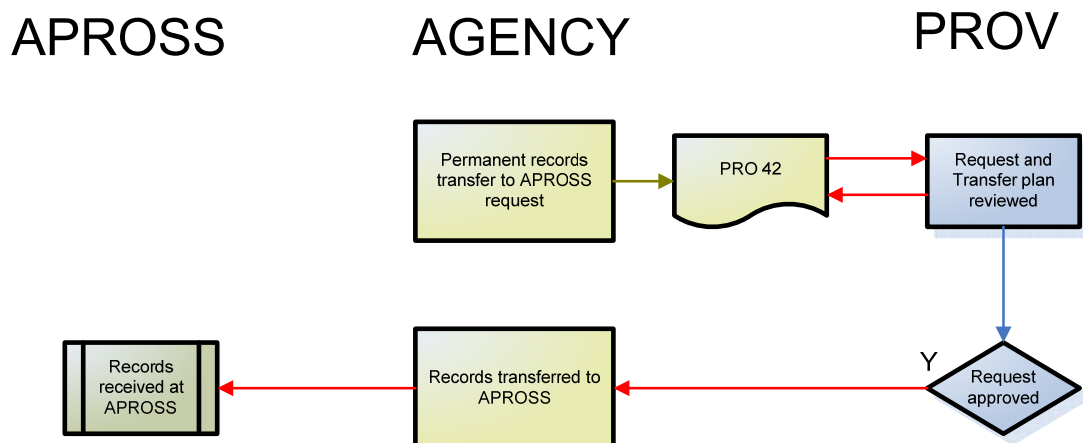 APROSS
AGENCY
PROV
Permanent records
transfer to APROSS
request
PRO 42
Request and
Transfer plan
reviewed
Records
received at
APROSS
Records transferred to
APROSS
Y
Request
approved